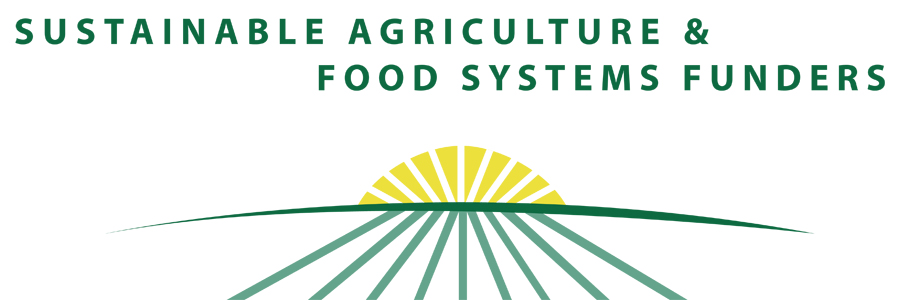 SUSTAINABLE AGRICULTURE &
FOOD SYSTEMS FUNDERS